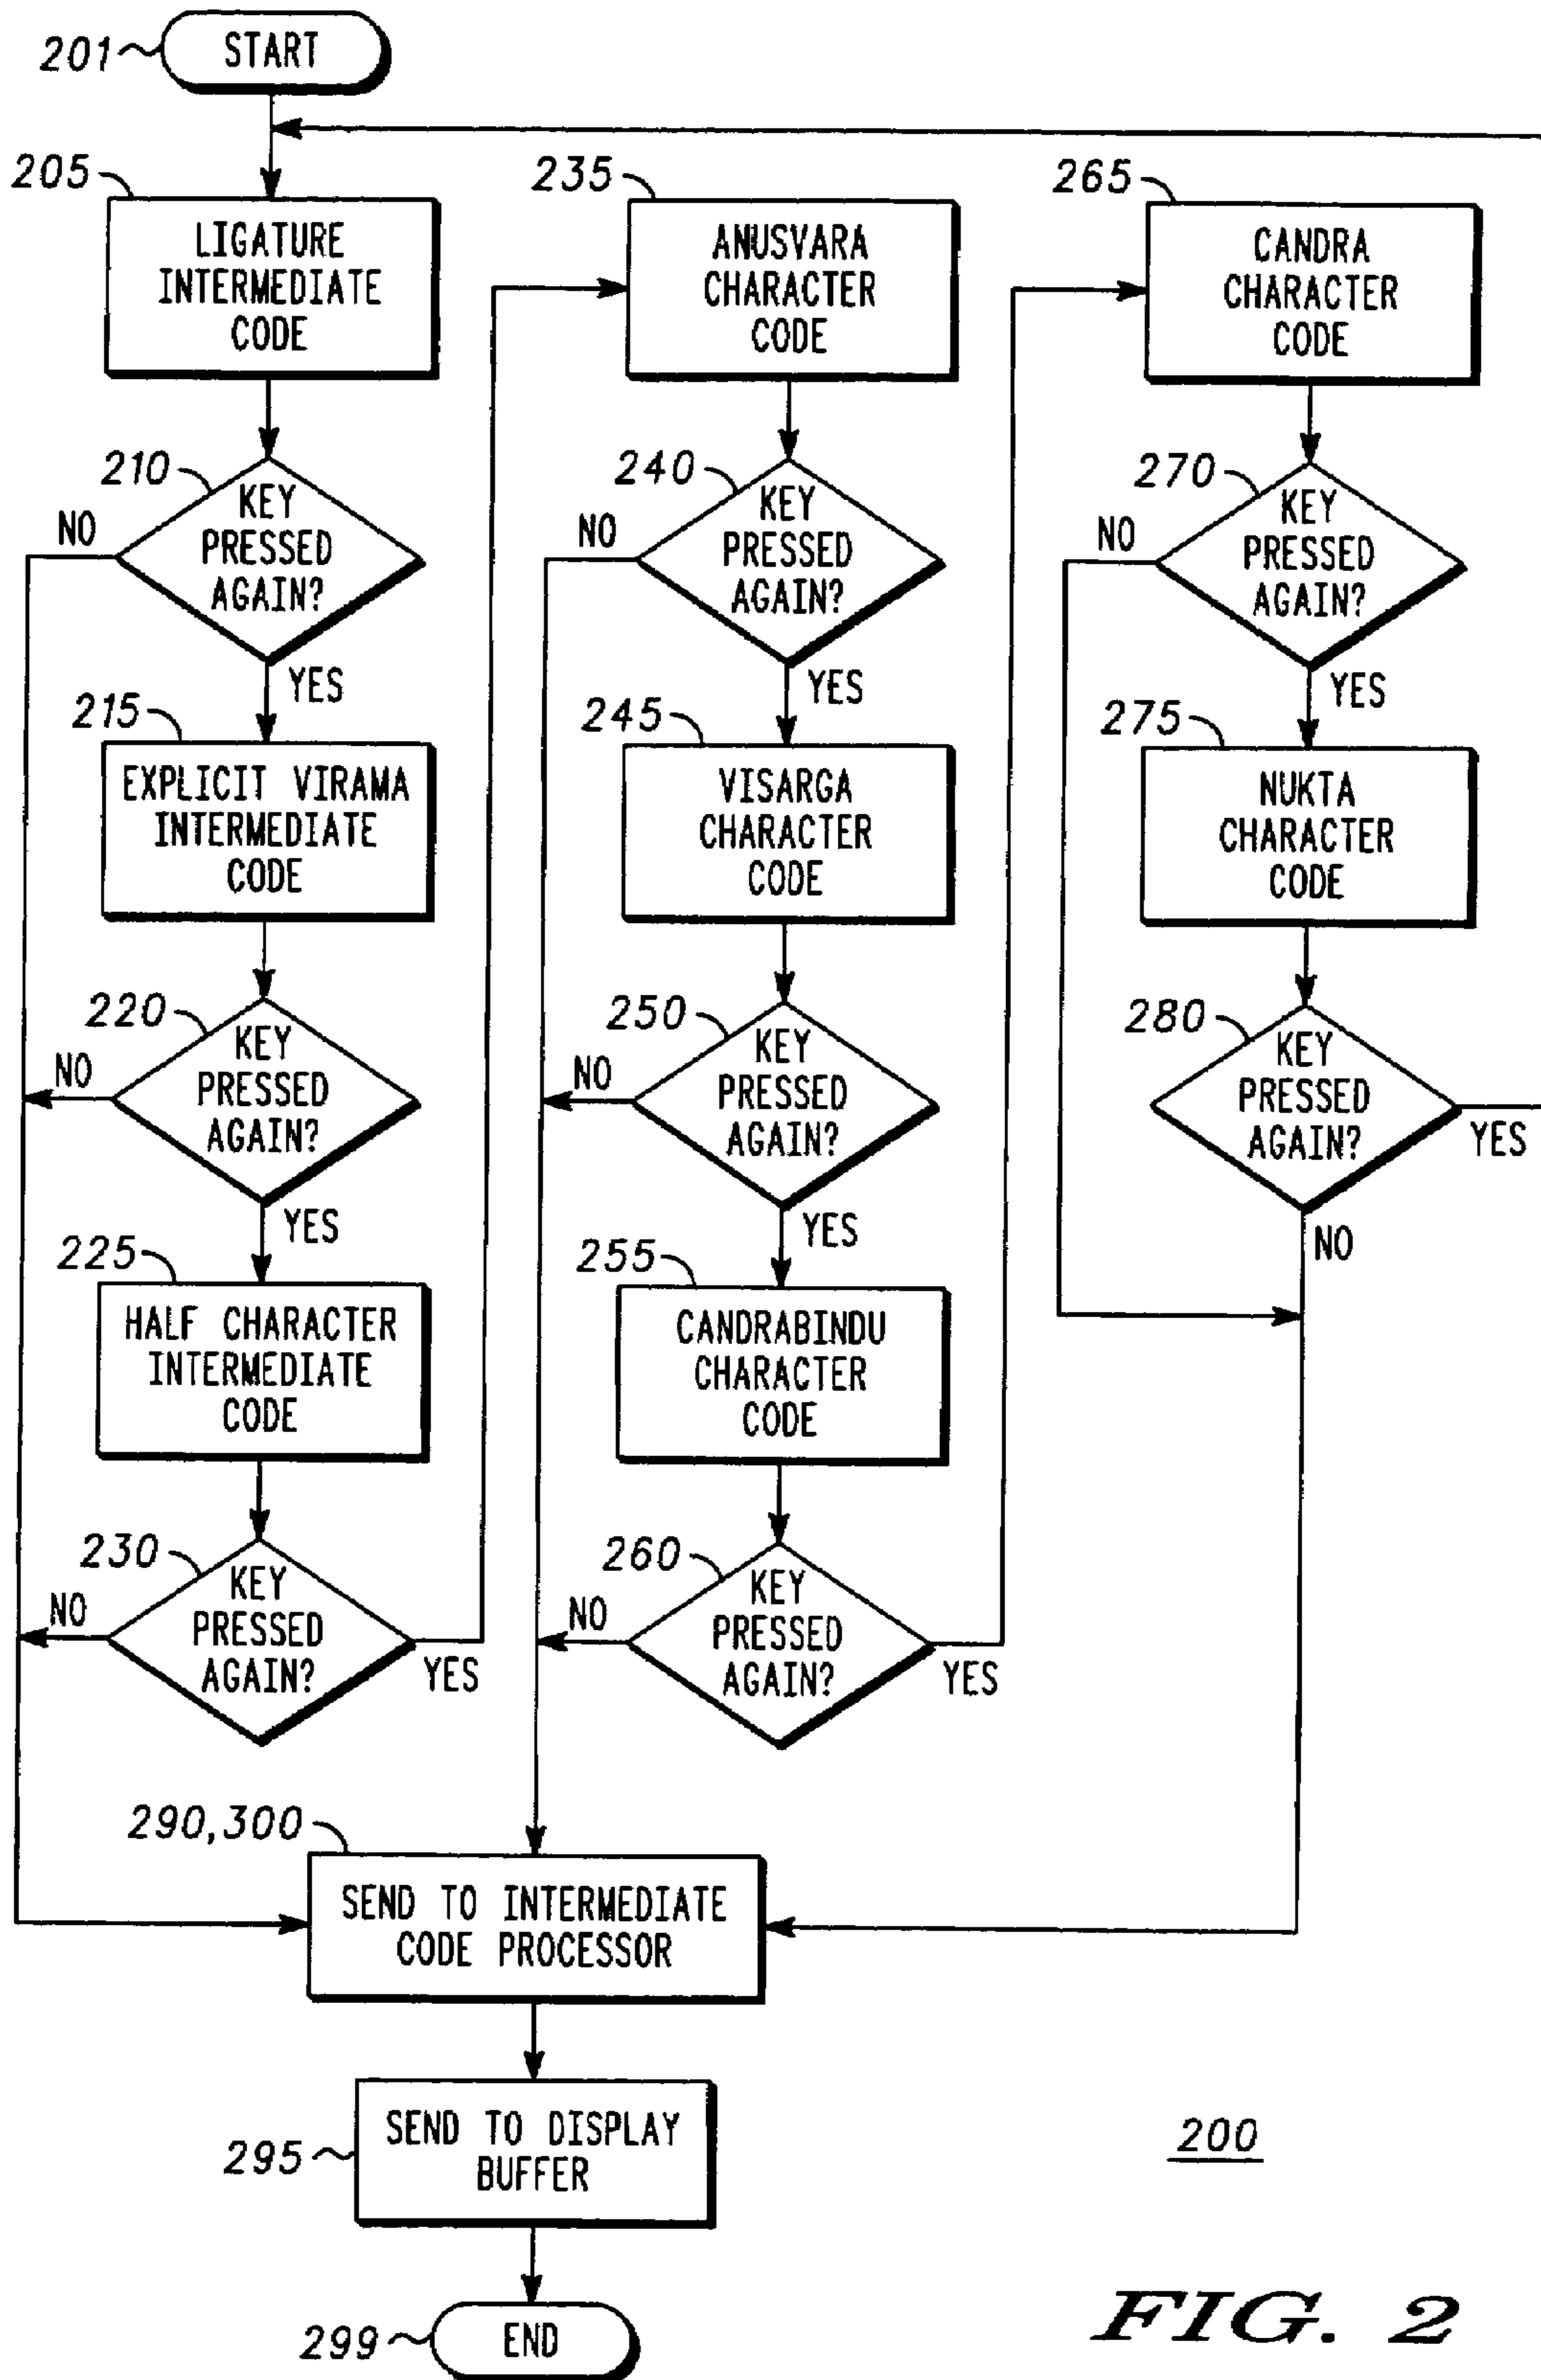 201
START
205
LIGATURE
INTERMEDIATE
CODE
210
KEY
PRESSED
AGAIN?
NO
YES
215
EXPLICIT VIRAMA
INTERMEDIATE
CODE
220
KEY
PRESSED
AGAIN?
NO
YES
225
HALF CHARACTER
INTERMEDIATE
CODE
230
KEY
PRESSED
AGAIN?
NO
YES
235
ANUSVARA
CHARACTER
CODE
240
KEY
PRESSED
AGAIN?
NO
YES
245
VISARGA
CHARACTER
CODE
250
KEY
PRESSED
AGAIN?
NO
YES
255
CANDRABINDU
CHARACTER
CODE
260
KEY
PRESSED
AGAIN?
NO
YES
265
CANDRA
CHARACTER
CODE
270
KEY
PRESSED
AGAIN?
NO
YES
275
NUKTA
CHARACTER
CODE
280
KEY
PRESSED
AGAIN?
YES
NO
290,300
SEND TO INTERMEDIATE
CODE PROCESSOR
295
SEND TO DISPLAY
BUFFER
299
END
200
FIG. 2